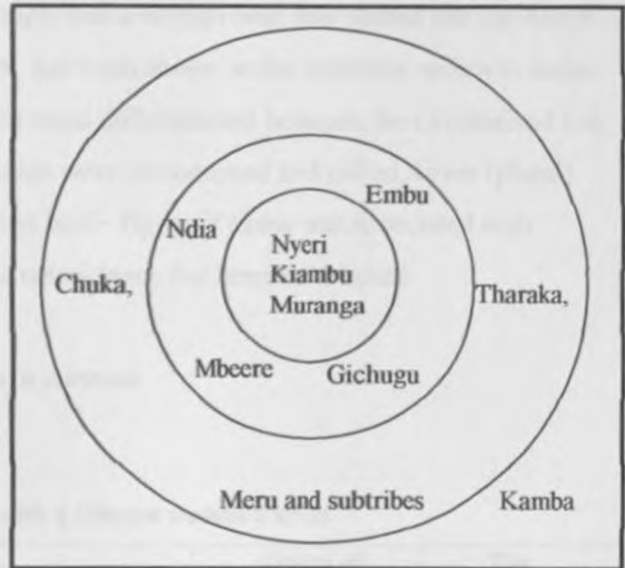 Embu
Ndia
Nyeri
Kiambu
Muranga
Chuka,
Tharaka,
Mbeere
Gichugu
Meru and subtribes
Kamba